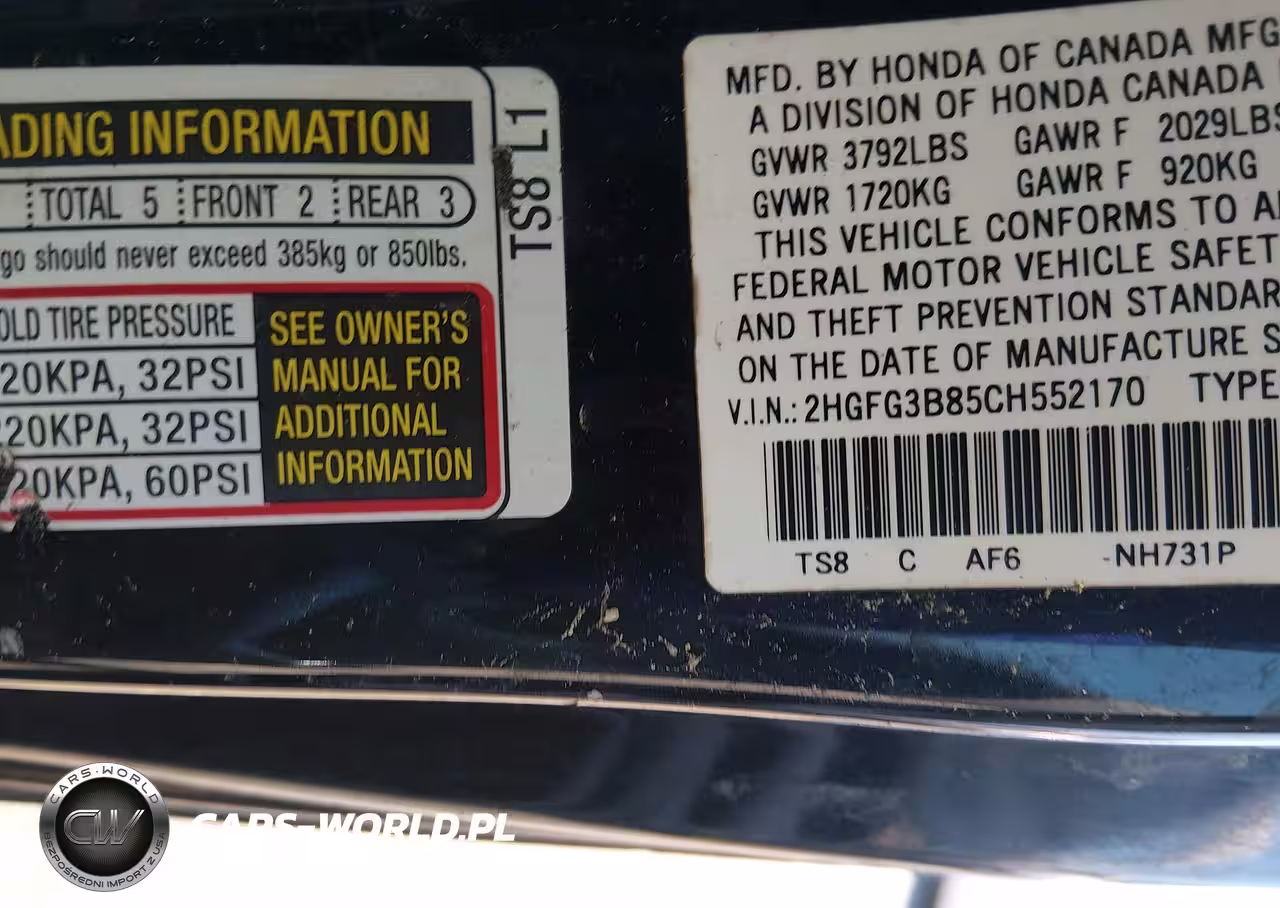 ADING INFORMATION
TOTAL 5 FRONT 2 REAR 3
go should never exceed 385kg or 850lbs.
OLD TIRE PRESSURE
20KPA, 32PSI
220KPA, 32PSI
20KPA, 60PSI
SEE OWNER'S
MANUAL FOR
ADDITIONAL
INFORMATION
TS8 L1
MFD. BY HONDA OF CANADA MFG
A DIVISION OF HONDA CANADA
GVWR 3792LBS GAWR F 2029LBS
GVWR 1720KG GAWR F 920KG
THIS VEHICLE CONFORMS TO A
FEDERAL MOTOR VEHICLE SAFET
AND THEFT PREVENTION STANDAR
ON THE DATE OF MANUFACTURE S
V.I.N.: 2HGFG3B85CH552170 TYPE
TS8 C AF6 -NH731P
CARS-WORLD
CW
BEZPOŚREDNI IMPORT Z USA
CARS-WORLD.PL